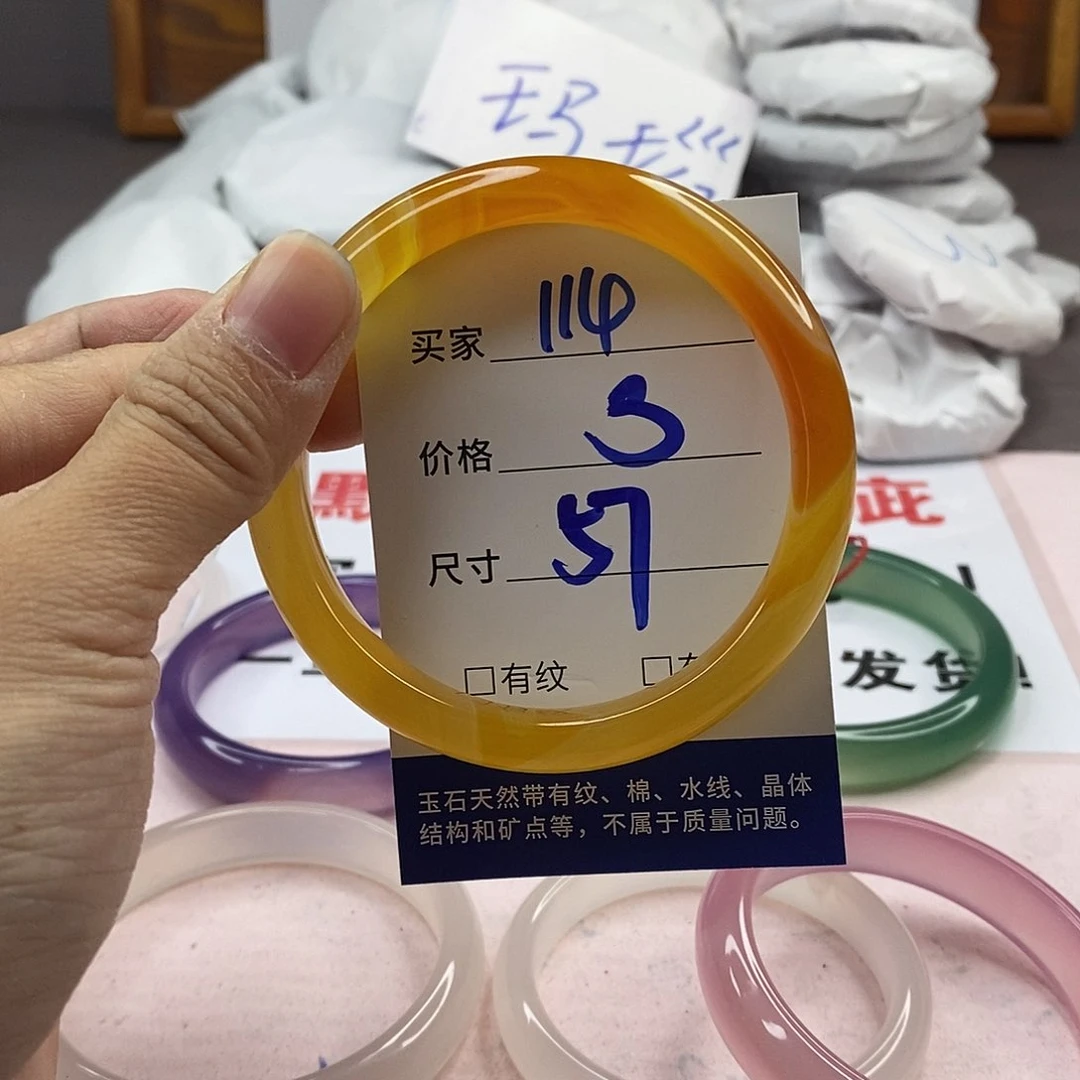 玛
买家 114
价格 3
尺寸 57
□有纹 □
玉石天然带有纹、棉、水线、晶体
结构和矿点等，不属于质量问题。
发货!